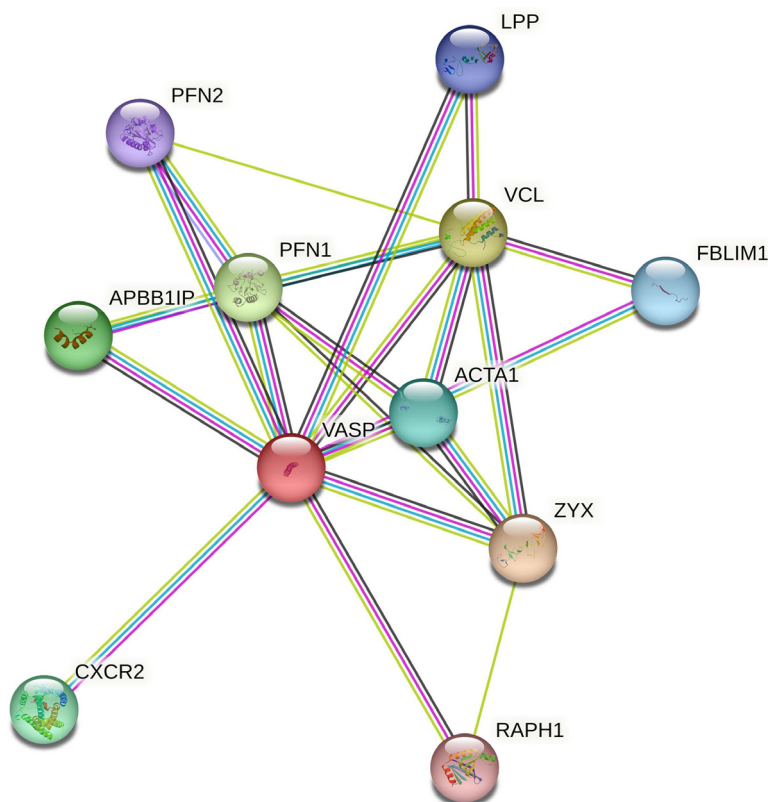 LPP
PFN2
VCL
PFN1
FBLIM1
APBB1IP
ACTA1
VASP
ZYX
CXCR2
RAPH1